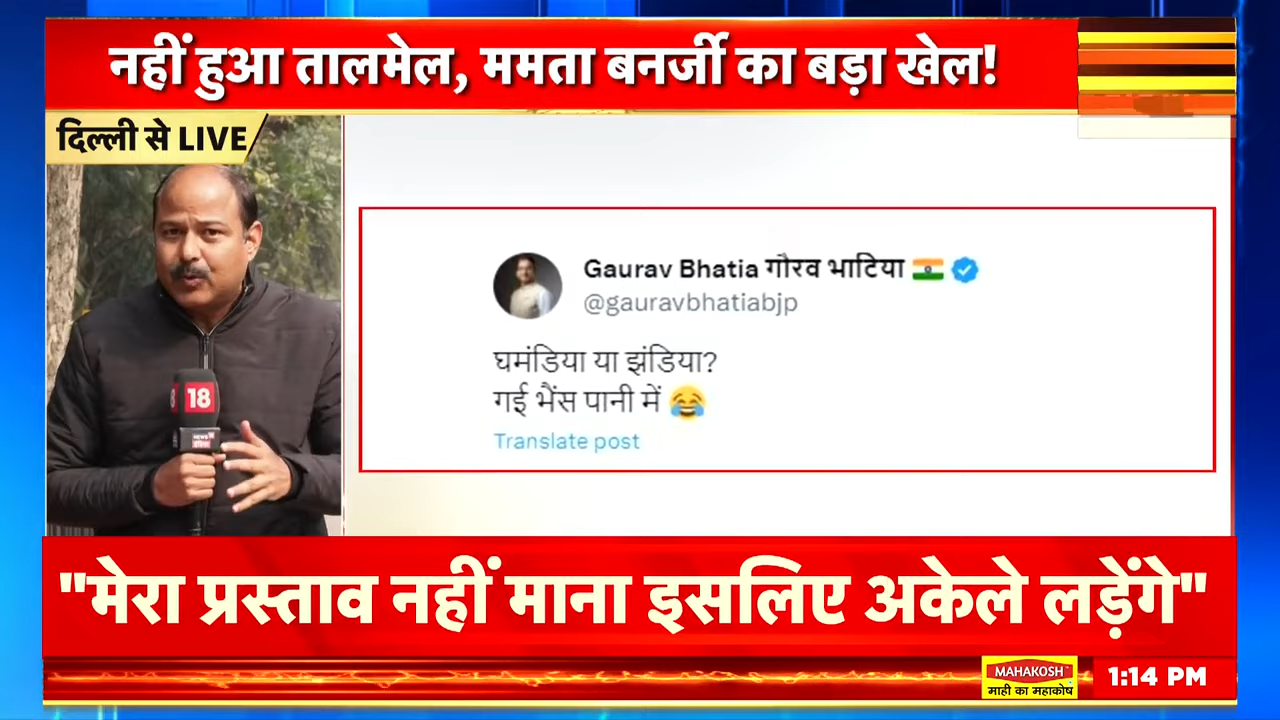 नहीं हुआ तालमेल, ममता बनर्जी का बड़ा खेल!
दिल्ली से LIVE
Gaurav Bhatia गौरव भाटिया
@gauravbhatiabjp
घमंडिया या झंडिया?
गई भैंस पानी में 😂
Translate post
18
"मेरा प्रस्ताव नहीं माना इसलिए अकेले लड़ेंगे"
MAHAKOSH
माही का महाकोष
1:14 PM